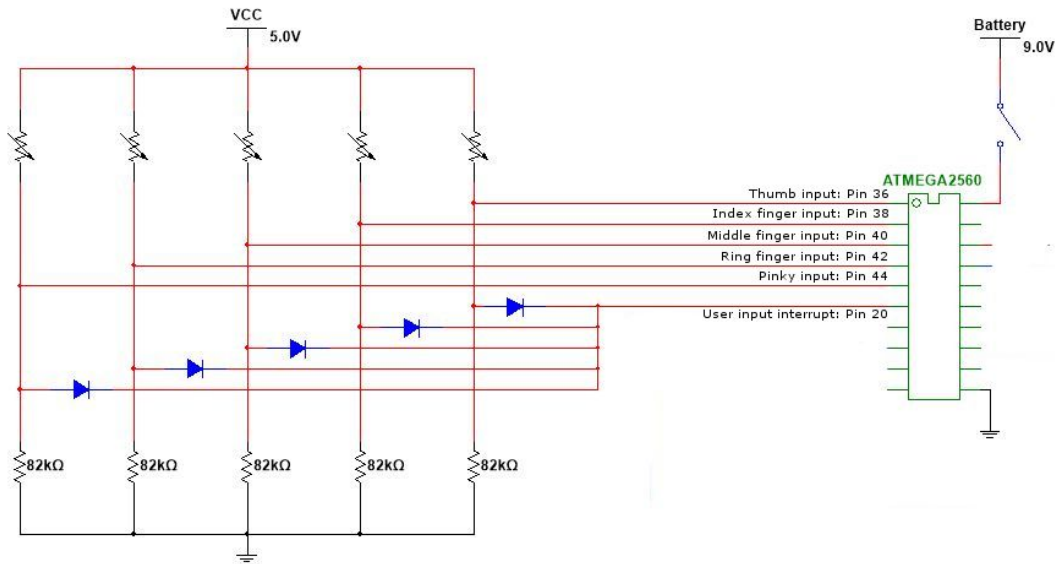 VCC
5.0V
Battery
9.0V
ATMEGA2560
Thumb input: Pin 36
Index finger input: Pin 38
Middle finger input: Pin 40
Ring finger input: Pin 42
Pinky input: Pin 44
User input interrupt: Pin 20
82kΩ 82kΩ 82kΩ 82kΩ 82kΩ